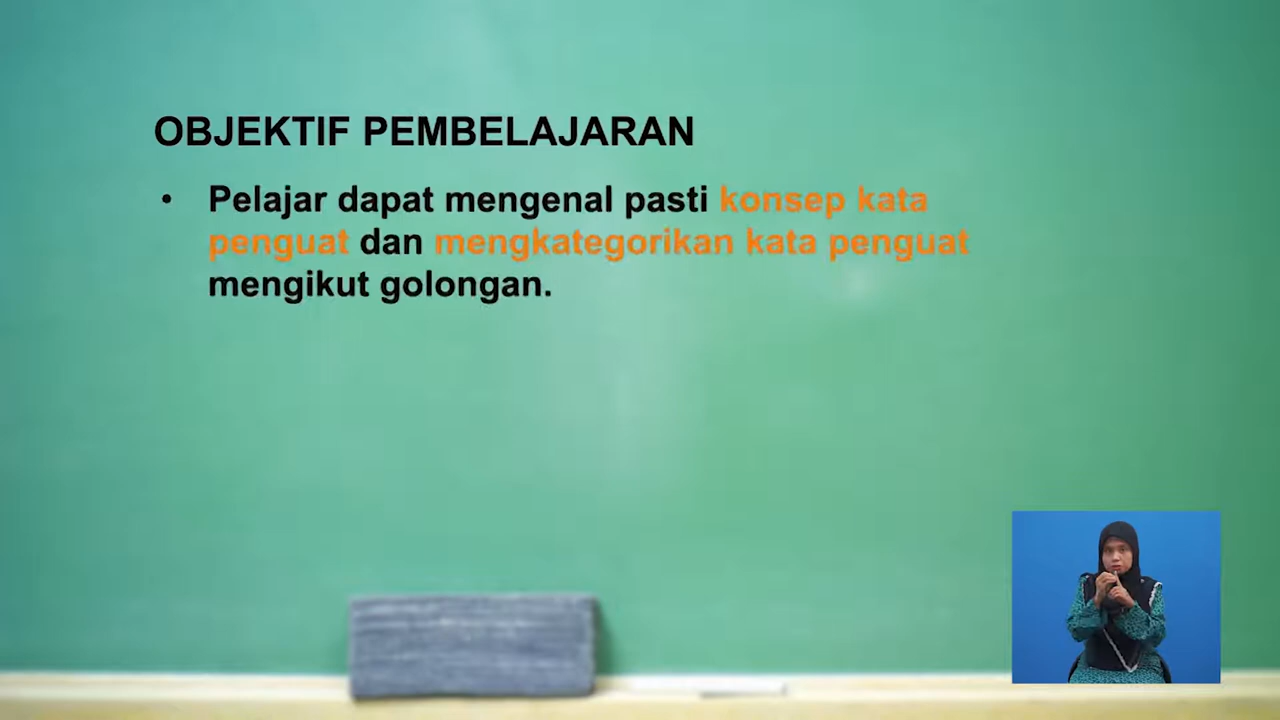 OBJEKTIF PEMBELAJARAN
• Pelajar dapat mengenal pasti konsep kata
penguat dan mengkategorikan kata penguat
mengikut golongan.